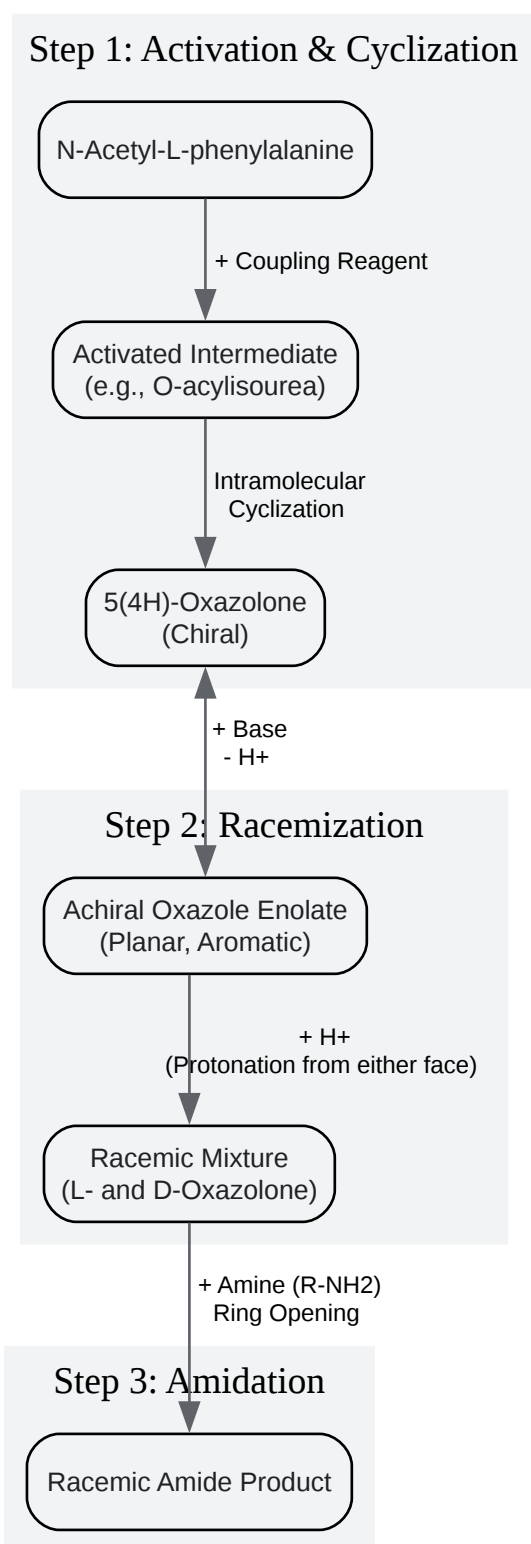 Step 1: Activation & Cyclization
N-Acetyl-L-phenylalanine
+ Coupling Reagent
Activated Intermediate
(e.g., O-acylisourea)
Intramolecular
Cyclization
5(4H)-Oxazolone
(Chiral)
+ Base
- H+
Step 2: Racemization
Achiral Oxazole Enolate
(Planar, Aromatic)
+ H+
(Protonation from either face)
Racemic Mixture
(L- and D-Oxazolone)
+ Amine (R-NH2)
Ring Opening
Step 3: Amidation
Racemic Amide Product